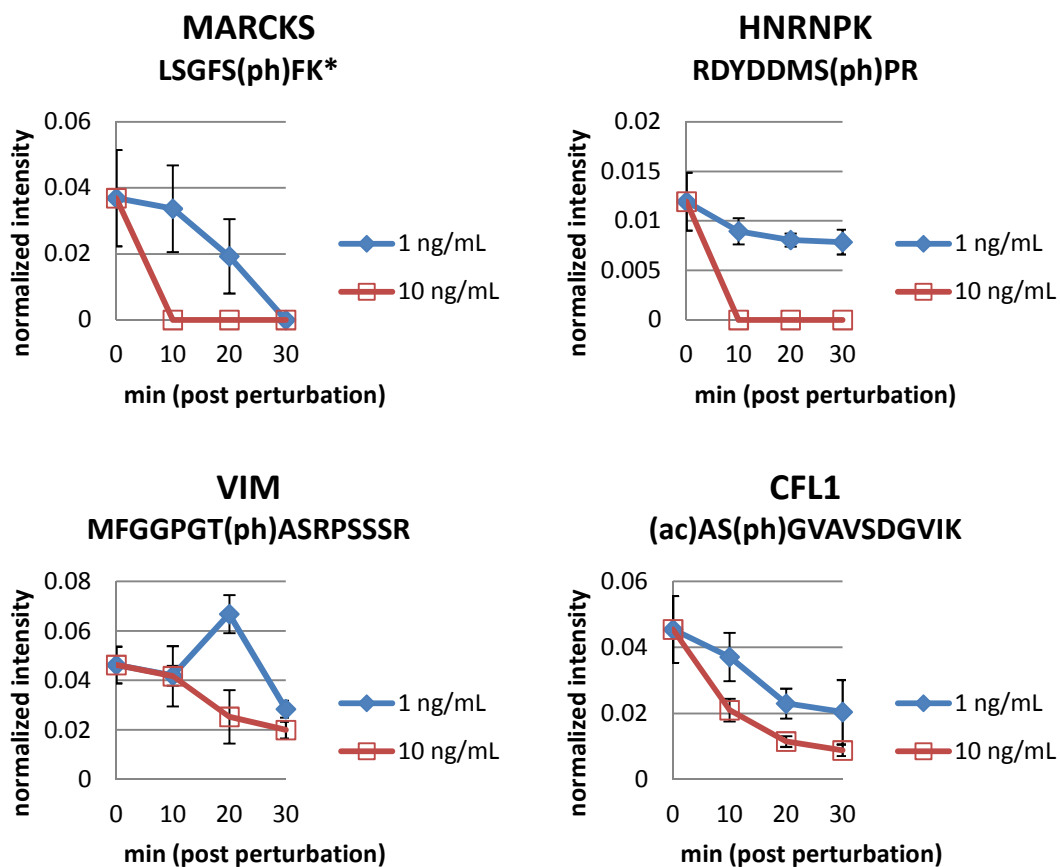 MARCKS
LSGFS(ph)FK*
normalized intensity
0.06
0.04
0.02
0
0 10 20 30
min (post perturbation)
1 ng/mL
10 ng/mL
HNRNPK
RDYDDMS(ph)PR
normalized intensity
0.02
0.015
0.01
0.005
0
0 10 20 30
min (post perturbation)
1 ng/mL
10 ng/mL
VIM
MFGGPGT(ph)ASRPSSSR
normalized intensity
0.08
0.06
0.04
0.02
0
0 10 20 30
min (post perturbation)
1 ng/mL
10 ng/mL
CFL1
(ac)AS(ph)GVAVSDGVIK
normalized intensity
0.06
0.04
0.02
0
0 10 20 30
min (post perturbation)
1 ng/mL
10 ng/mL